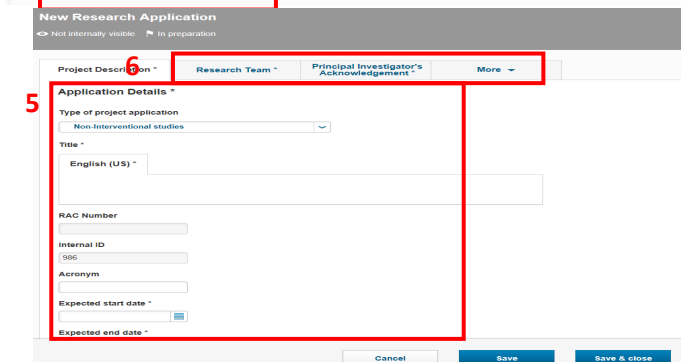 New Research Application
Not internally visible In preparation
6
Project Description * Research Team * Principal Investigator's Acknowledgement * More
5
Application Details *
Type of project application
Non-Interventional studies
Title *
English (US) *
RAC Number
Internal ID
986
Acronym
Expected start date *
Expected end date *
Cancel Save Save & close